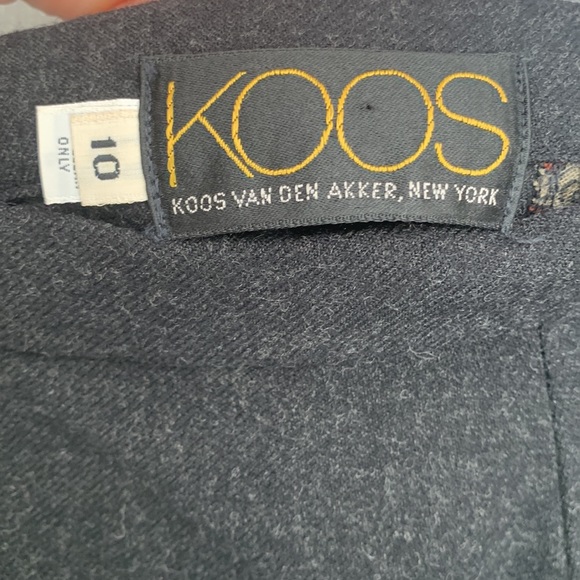 KOOS
KOOS VAN DEN AKKER, NEW YORK
10
ONLY